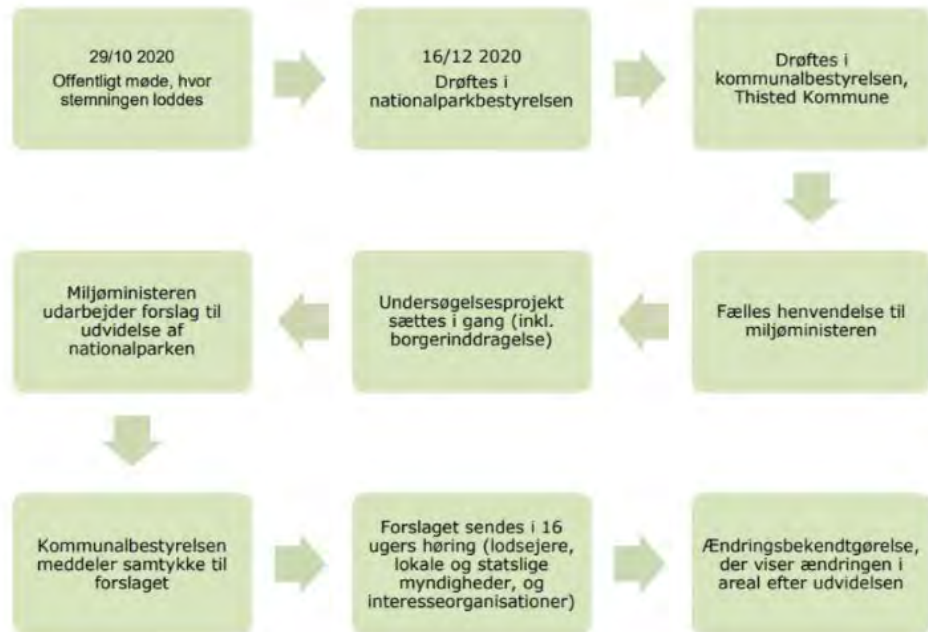 29/10 2020
Offentligt møde, hvor
stemningen loddes
16/12 2020
Drøftes i
nationalparkbestyrelsen
Drøftes i
kommunalbestyrelsen,
Thisted Kommune
Fælles henvendelse til
miljøministeren
Undersøgelsesprojekt
sættes i gang (inkl.
borgerinddragelse)
Miljøministeren
udarbejder forslag til
udvidelse af
nationalparken
Kommunalbestyrelsen
meddeler samtykke til
forslaget
Forslaget sendes i 16
ugers høring (lodsejere,
lokale og statslige
myndigheder, og
interesseorganisationer)
Ændringsbekendtgørelse,
der viser ændringen i
areal efter udvidelsen